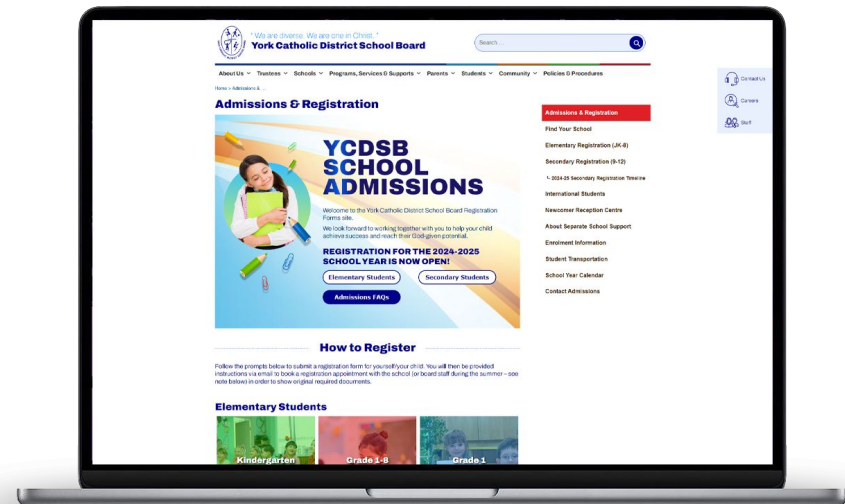 " We are diverse. We are one in Christ. "
York Catholic District School Board
Search ...
About Us
Trustees
Schools
Programs, Services & Supports
Parents
Students
Community
Policies & Procedures
Contact Us
Careers
Staff
Home » Admissions & ...
Admissions & Registration
YCDSB
SCHOOL
ADMISSIONS
Welcome to the York Catholic District School Board Registration
Forms site.
We look forward to working together with you to help your child
achieve success and reach their God-given potential.
REGISTRATION FOR THE 2024-2025
SCHOOL YEAR IS NOW OPEN!
Elementary Students
Secondary Students
Admissions FAQs
Admissions & Registration
Find Your School
Elementary Registration (JK-8)
Secondary Registration (9-12)
2024-25 Secondary Registration Timeline
International Students
Newcomer Reception Centre
About Separate School Support
Enrolment Information
Student Transportation
School Year Calendar
Contact Admissions
How to Register
Follow the prompts below to submit a registration form for yourself/your child. You will then be provided
instructions via email to book a registration appointment with the school (or board staff during the summer – see
note below) in order to show original required documents.
Elementary Students
Kindergarten
Grade 1-8
Grade 1